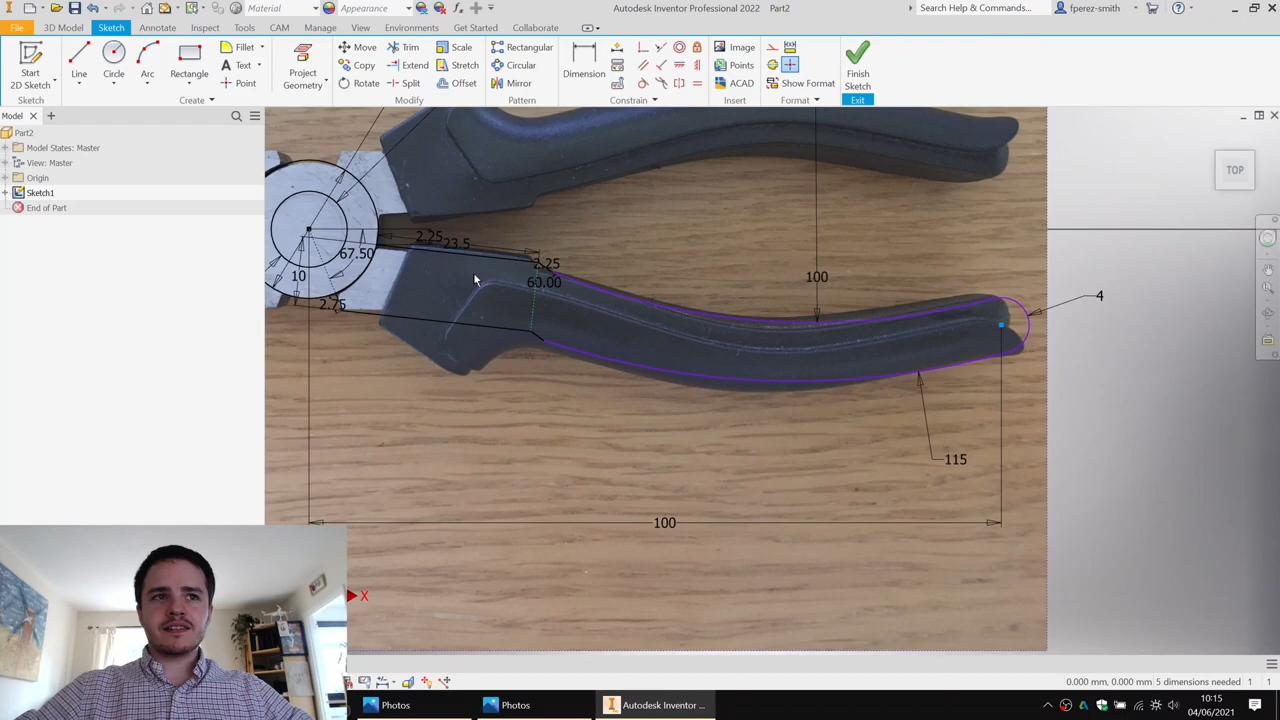 Material
Appearance
Autodesk Inventor Professional 2022 Part2
Search Help & Commands...
fperez-smith
File
3D Model
Sketch
Annotate
Inspect
Tools
CAM
Manage
View
Environments
Get Started
Collaborate
Start
2D Sketch
Line
Circle
Arc
Rectangle
Fillet
Text
Point
Project
Geometry
Move
Copy
Rotate
Trim
Extend
Split
Scale
Stretch
Offset
Rectangular
Circular
Mirror
Dimension
Image
Points
ACAD
Show Format
Finish
Sketch
Sketch
Create
Modify
Pattern
Constrain
Insert
Format
Exit
Model
Part2
Model States: Master
View: Master
Origin
Sketch1
End of Part
TOP
2.25
23.5
67.50
2.25
60.00
10
2.75
100
4
115
100
X
0.000 mm, 0.000 mm 5 dimensions needed 1 1
Photos
Photos
Autodesk Inventor ...
10:15
04/06/2021